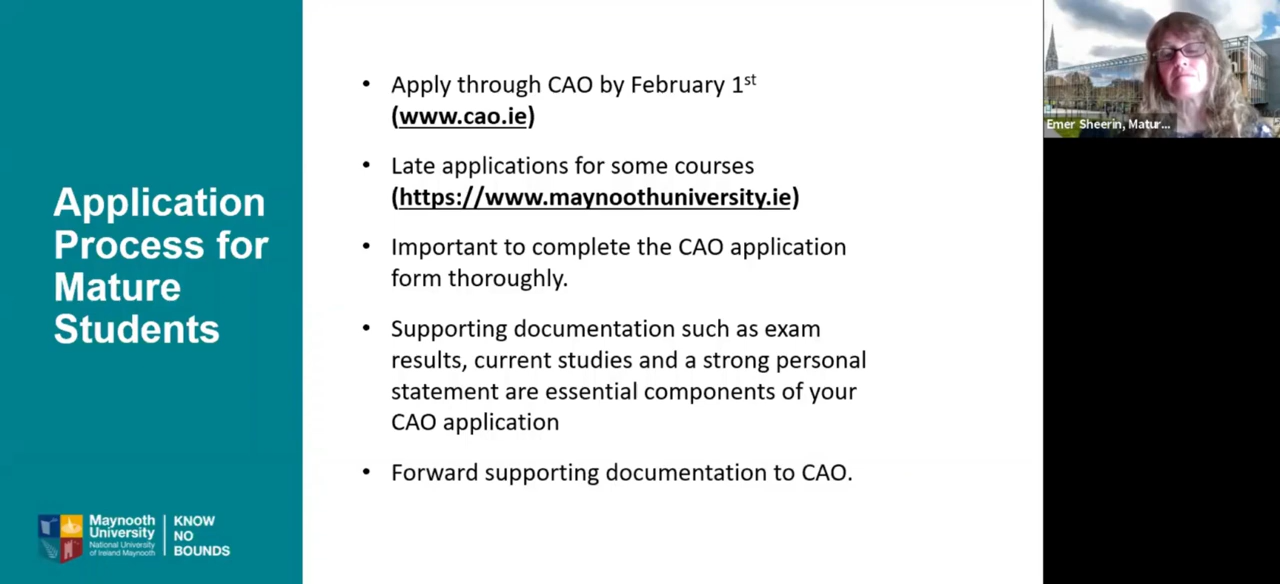 Application
Process for
Mature
Students
• Apply through CAO by February 1st
(www.cao.ie)
• Late applications for some courses
(https://www.maynoothuniversity.ie)
• Important to complete the CAO application
form thoroughly.
• Supporting documentation such as exam
results, current studies and a strong personal
statement are essential components of your
CAO application
• Forward supporting documentation to CAO.
Maynooth
University
National University
of Ireland Maynooth
KNOW
NO
BOUNDS
Emer Sheerin, Matur...